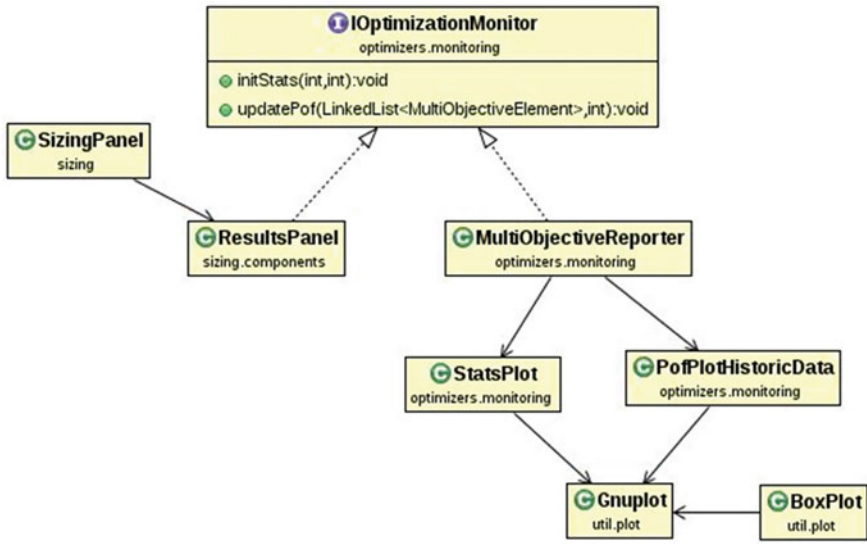 I IOptimizationMonitor
optimizers.monitoring
initStats(int,int):void
updatePof(LinkedList<MultiObjectiveElement>,int):void
C SizingPanel
sizing
C ResultsPanel
sizing.components
C MultiObjectiveReporter
optimizers.monitoring
C StatsPlot
optimizers.monitoring
C PofPlotHistoricData
optimizers.monitoring
C Gnuplot
util.plot
C BoxPlot
util.plot